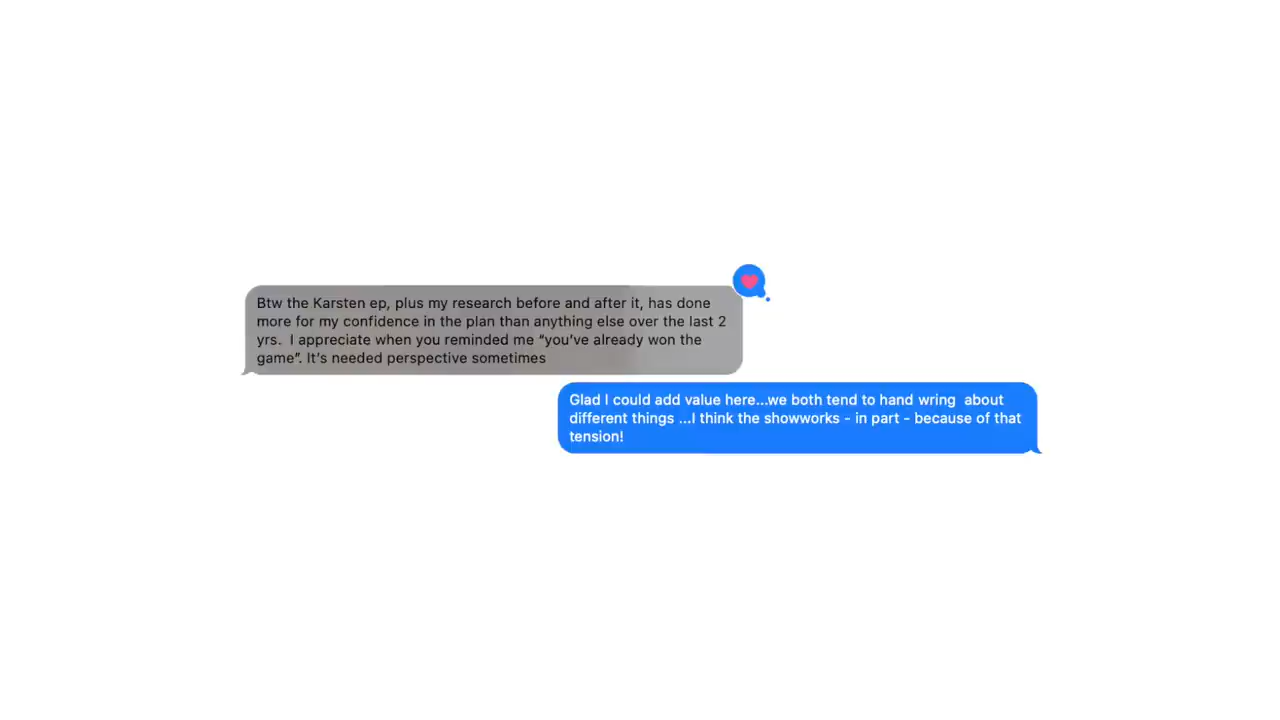 Btw the Karsten ep, plus my research before and after it, has done
more for my confidence in the plan than anything else over the last 2
yrs.  I appreciate when you reminded me “you’ve already won the
game”. It’s needed perspective sometimes
Glad I could add value here...we both tend to hand wring  about
different things ...I think the showworks - in part - because of that
tension!